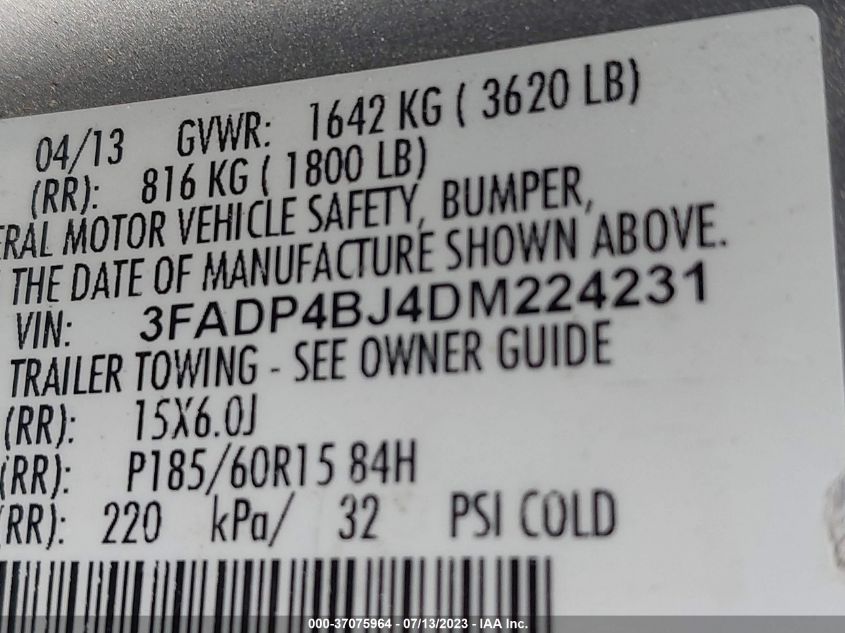 04/13 GVWR: 1642 KG ( 3620 LB)
(RR): 816 KG ( 1800 LB)
ERAL MOTOR VEHICLE SAFETY, BUMPER,
THE DATE OF MANUFACTURE SHOWN ABOVE.
VIN: 3FADP4BJ4DM224231
TRAILER TOWING - SEE OWNER GUIDE
(RR): 15X6.0J
(RR): P185/60R15 84H
(RR): 220 kPa/ 32 PSI COLD
000-37075964 - 07/13/2023 - IAA Inc.